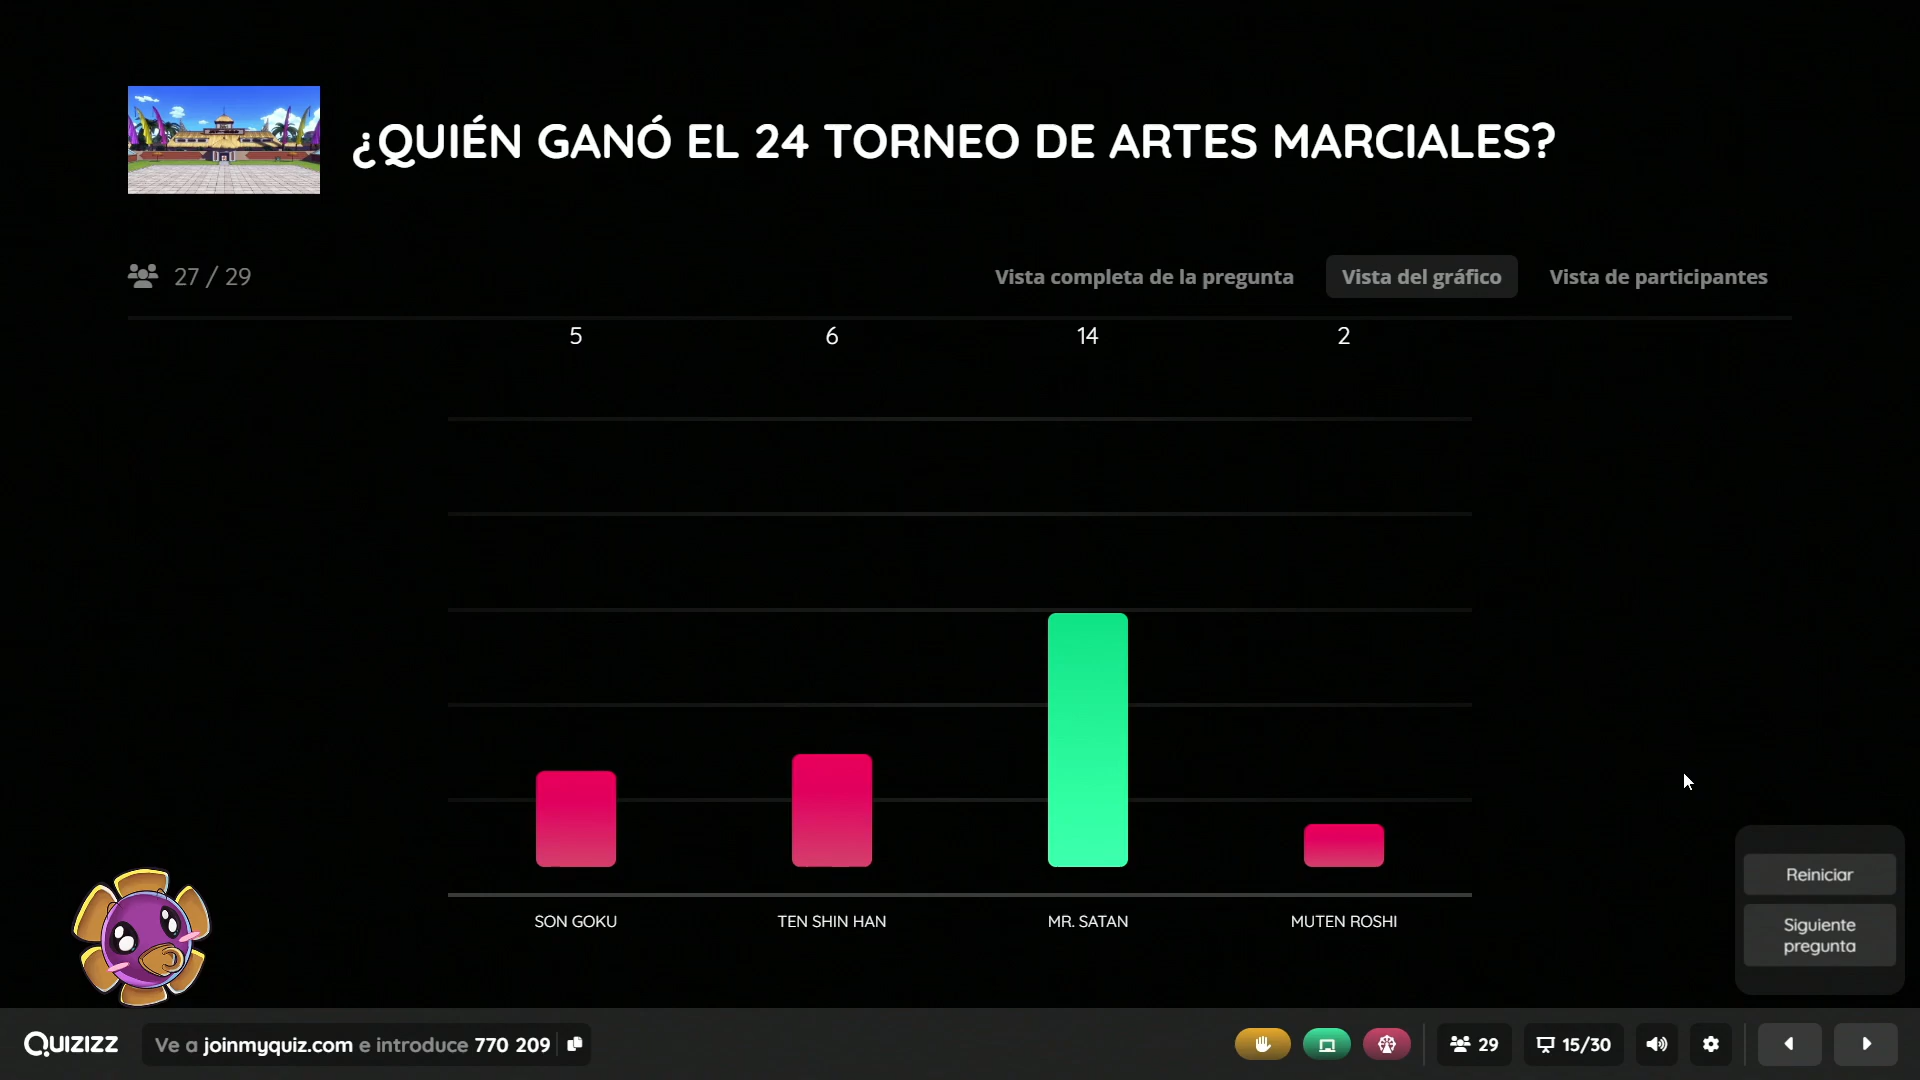 ¿QUIÉN GANÓ EL 24 TORNEO DE ARTES MARCIALES?
27 / 29
Vista completa de la pregunta
Vista del gráfico
Vista de participantes
5
6
14
2
SON GOKU
TEN SHIN HAN
MR. SATAN
MUTEN ROSHI
Reiniciar
Siguiente
pregunta
QUIZIZZ
Ve a joinmyquiz.com e introduce 770 209
29
15/30